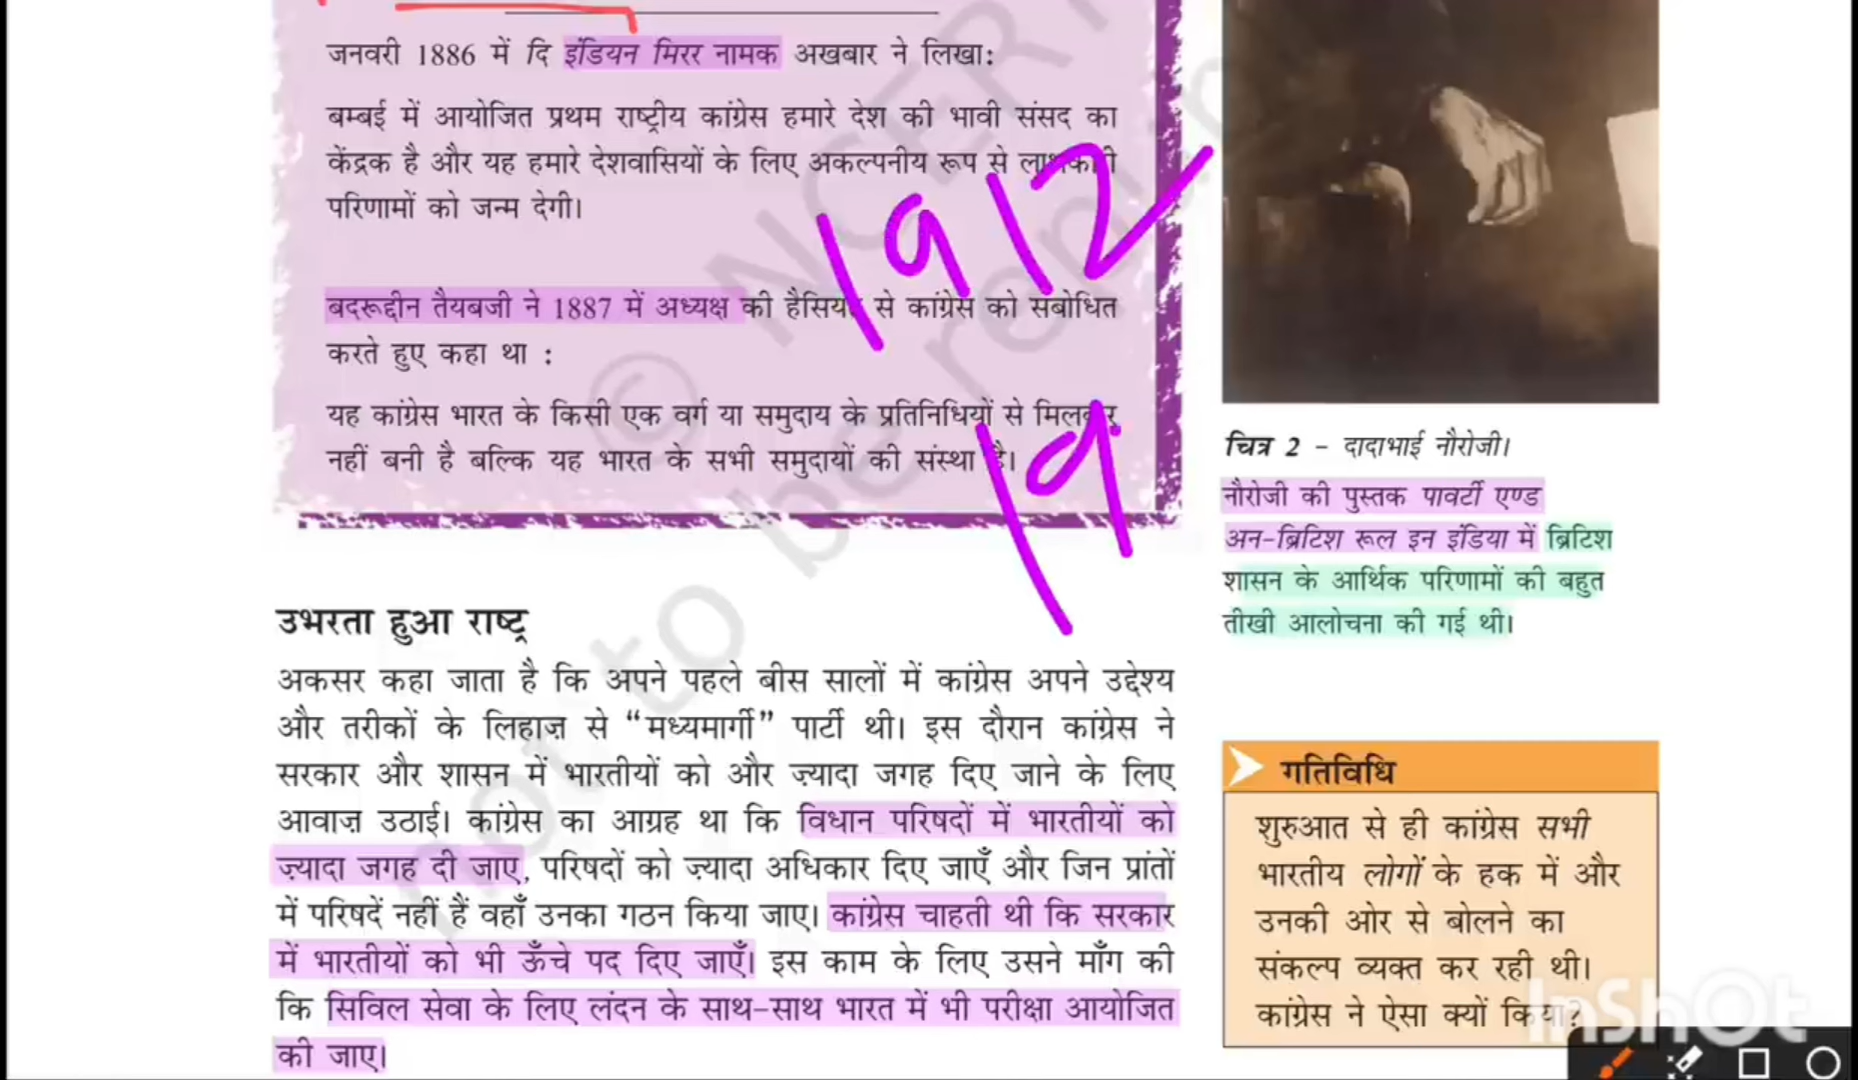 जनवरी 1886 में दि इंडियन मिरर नामक अखबार ने लिखा:
बम्बई में आयोजित प्रथम राष्ट्रीय कांग्रेस हमारे देश की भावी संसद का
केंद्रक है और यह हमारे देशवासियों के लिए अकल्पनीय रूप से लाभकारी
परिणामों को जन्म देगी।
1912
बदरूद्दीन तैयबजी ने 1887 में अध्यक्ष की हैसियत से कांग्रेस को संबोधित
करते हुए कहा था :
यह कांग्रेस भारत के किसी एक वर्ग या समुदाय के प्रतिनिधियों से मिलकर
नहीं बनी है बल्कि यह भारत के सभी समुदायों की संस्था है।
19
© NCERT
not to be
उभरता हुआ राष्ट्र
अकसर कहा जाता है कि अपने पहले बीस सालों में कांग्रेस अपने उद्देश्य
और तरीकों के लिहाज़ से “मध्यमार्गी” पार्टी थी। इस दौरान कांग्रेस ने
सरकार और शासन में भारतीयों को और ज़्यादा जगह दिए जाने के लिए
आवाज़ उठाई। कांग्रेस का आग्रह था कि विधान परिषदों में भारतीयों को
ज़्यादा जगह दी जाए, परिषदों को ज़्यादा अधिकार दिए जाएँ और जिन प्रांतों
में परिषदें नहीं हैं वहाँ उनका गठन किया जाए। कांग्रेस चाहती थी कि सरकार
में भारतीयों को भी ऊँचे पद दिए जाएँ। इस काम के लिए उसने माँग की
कि सिविल सेवा के लिए लंदन के साथ-साथ भारत में भी परीक्षा आयोजित
की जाए।
चित्र 2 – दादाभाई नौरोजी।
नौरोजी की पुस्तक पावर्टी एण्ड
अन-ब्रिटिश रूल इन इंडिया में ब्रिटिश
शासन के आर्थिक परिणामों की बहुत
तीखी आलोचना की गई थी।
गतिविधि
शुरुआत से ही कांग्रेस सभी
भारतीय लोगों के हक में और
उनकी ओर से बोलने का
संकल्प व्यक्त कर रही थी।
कांग्रेस ने ऐसा क्यों किया?
InShOt